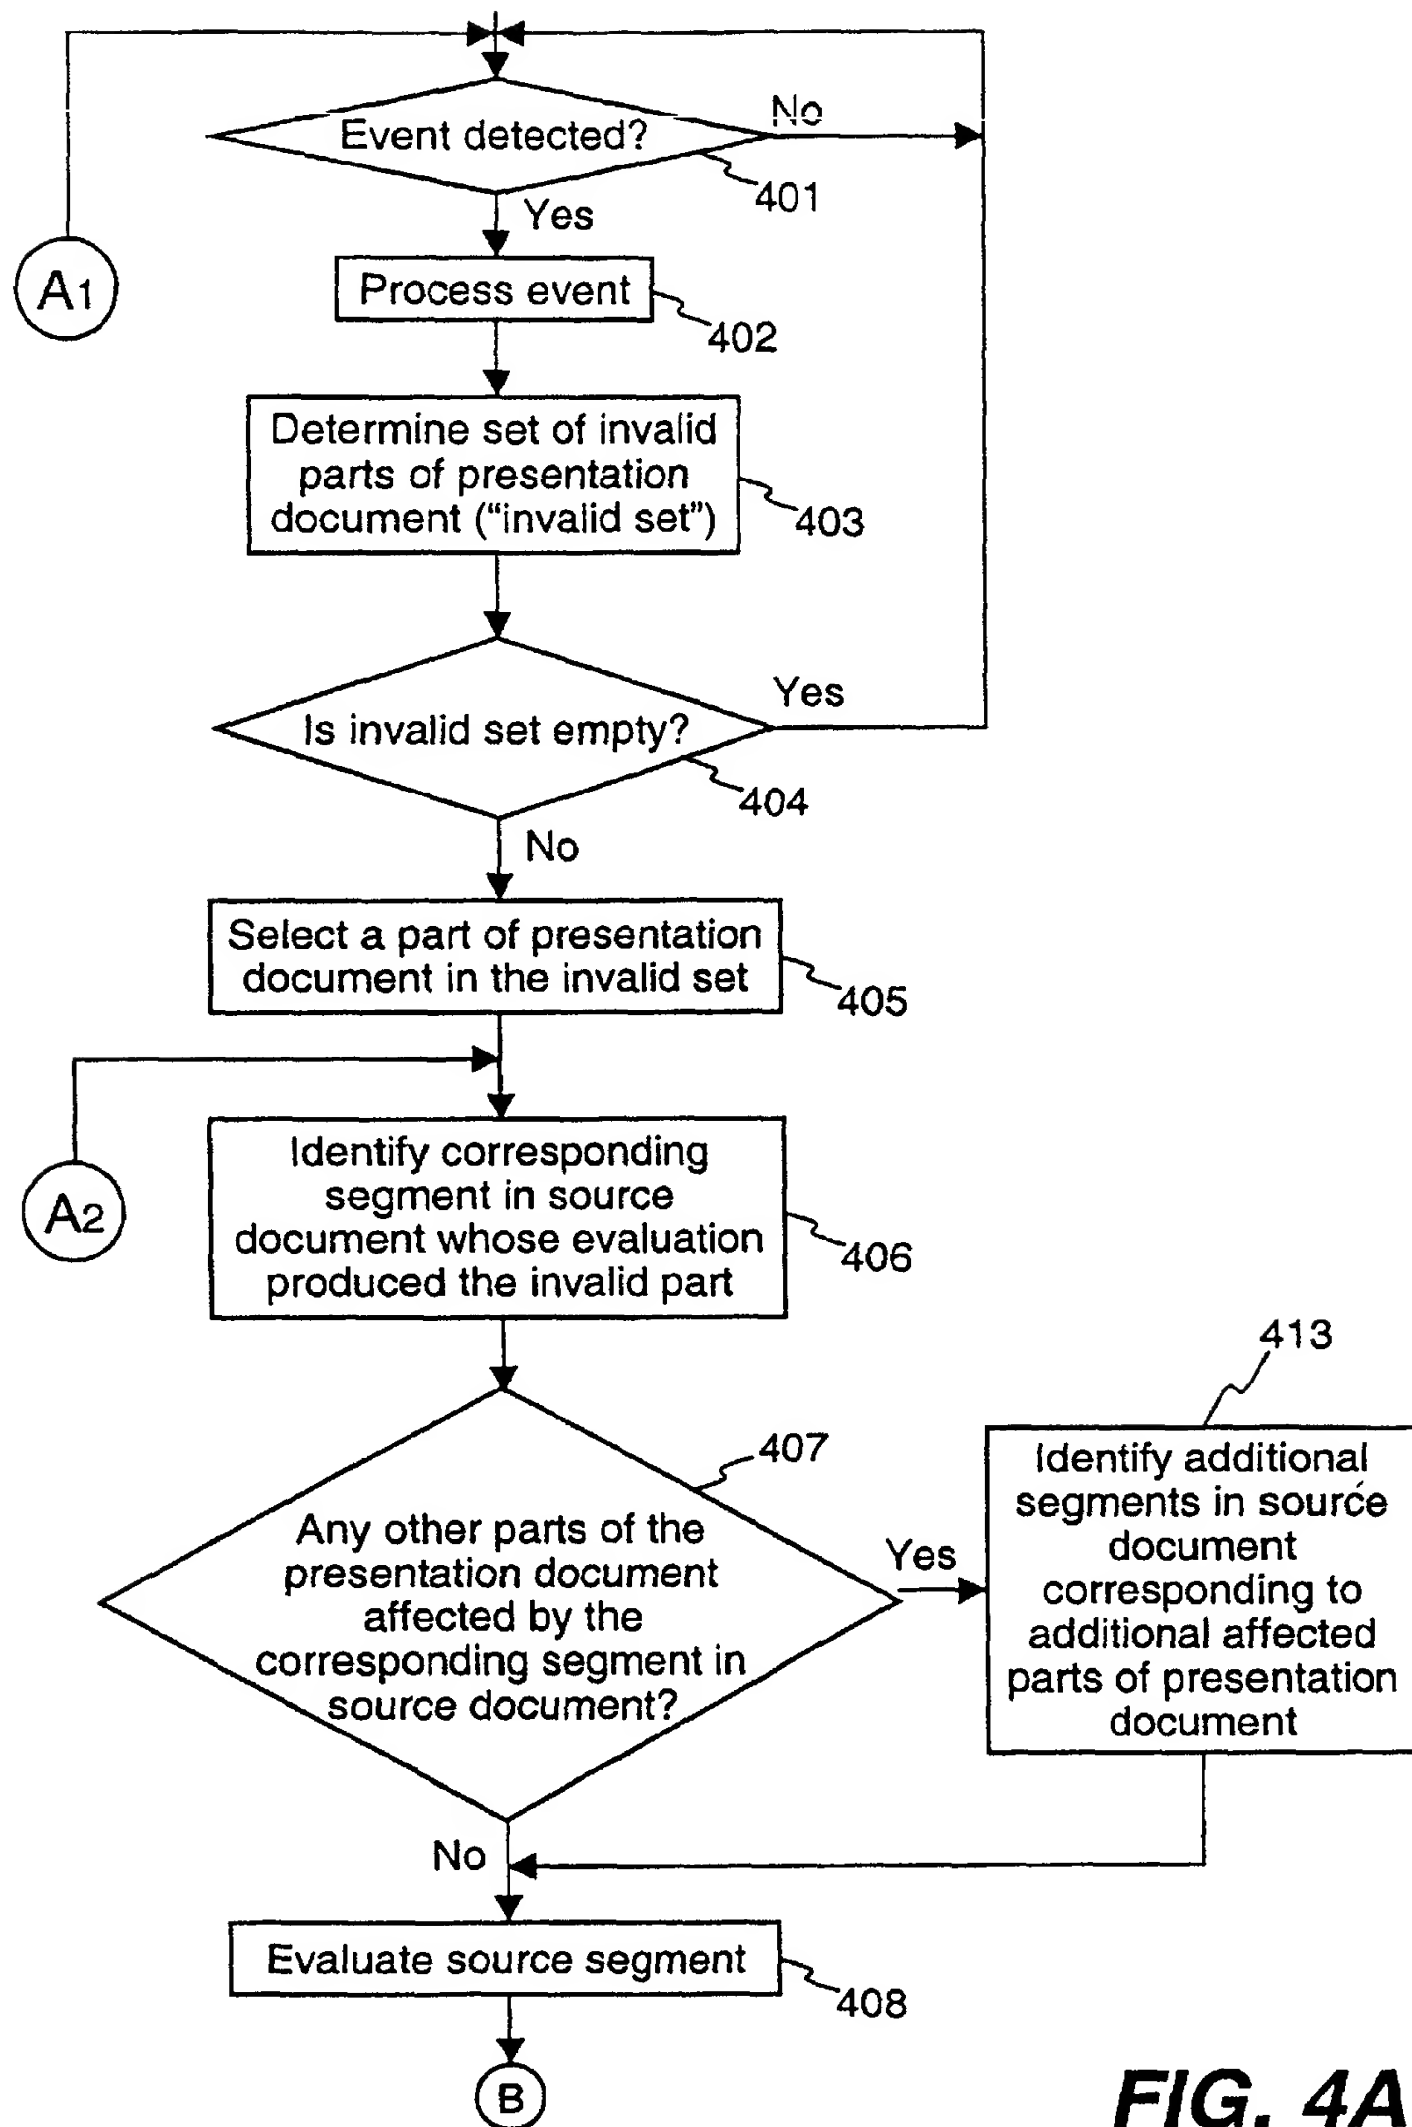 No
Event detected?
401
Yes
A1
Process event
402
Determine set of invalid
parts of presentation
document (“invalid set”)
403
Yes
Is invalid set empty?
404
No
Select a part of presentation
document in the invalid set
405
A2
Identify corresponding
segment in source
document whose evaluation
produced the invalid part
406
413
407
Any other parts of the
presentation document
affected by the
corresponding segment in
source document?
Yes
Identify additional
segments in source
document
corresponding to
additional affected
parts of presentation
document
No
Evaluate source segment
408
B
FIG. 4A